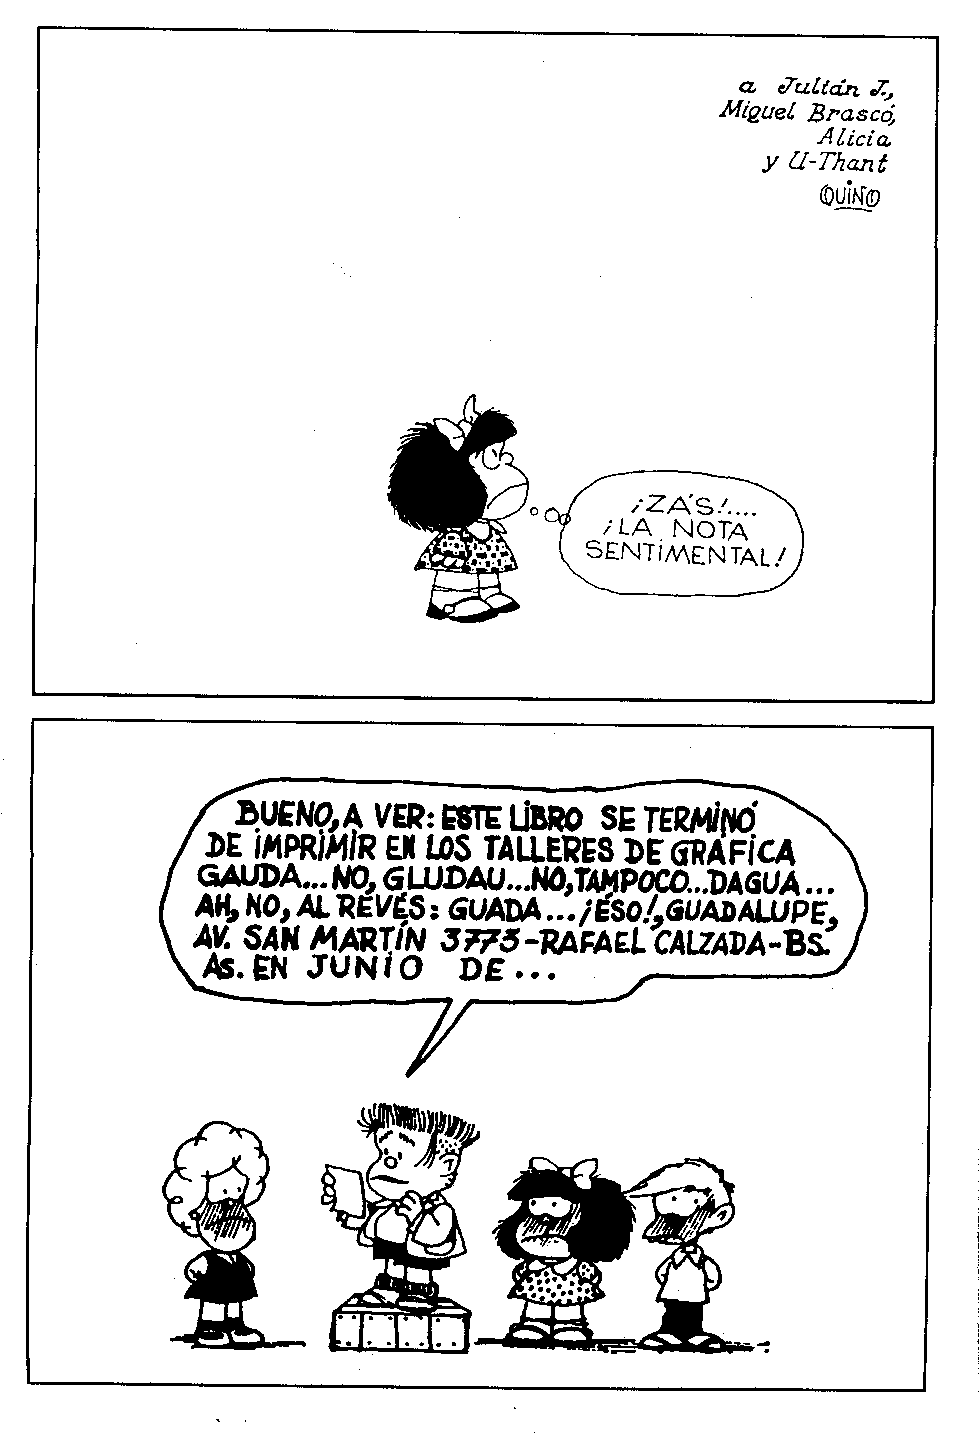 a Julián J.,
Miguel Brascó,
Alicia
y U-Thant
QUINO
¡ZÁS!....
¡LA NOTA
SENTIMENTAL!
BUENO, A VER: ESTE LIBRO SE TERMINÓ
DE IMPRIMIR EN LOS TALLERES DE GRÁFICA
GAUDA... NO, GLUDAU... NO, TAMPOCO... DAGUA...
AH, NO, AL REVÉS: GUADA... ¡ÉSO!, GUADALUPE,
AV. SAN MARTÍN 3773-RAFAEL CALZADA-BS.
AS. EN JUNIO DE...